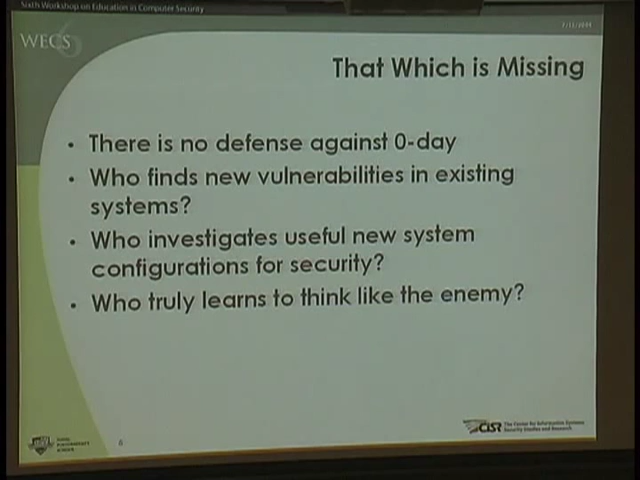 Sixth Workshop on Education in Computer Security
WECS
6
That Which is Missing
• There is no defense against 0-day
• Who finds new vulnerabilities in existing
systems?
• Who investigates useful new system
configurations for security?
• Who truly learns to think like the enemy?
6
CISR The Center for Information Systems
Security Studies and Research